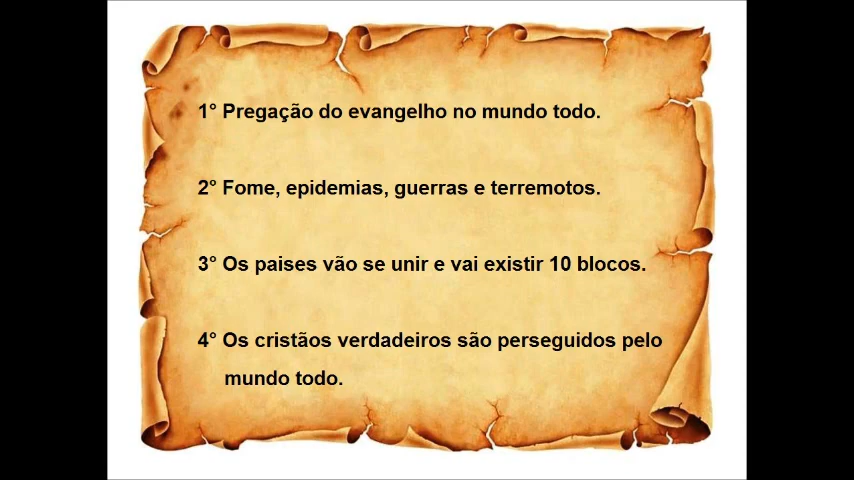 1° Pregação do evangelho no mundo todo.
2° Fome, epidemias, guerras e terremotos.
3° Os paises vão se unir e vai existir 10 blocos.
4° Os cristãos verdadeiros são perseguidos pelo
mundo todo.